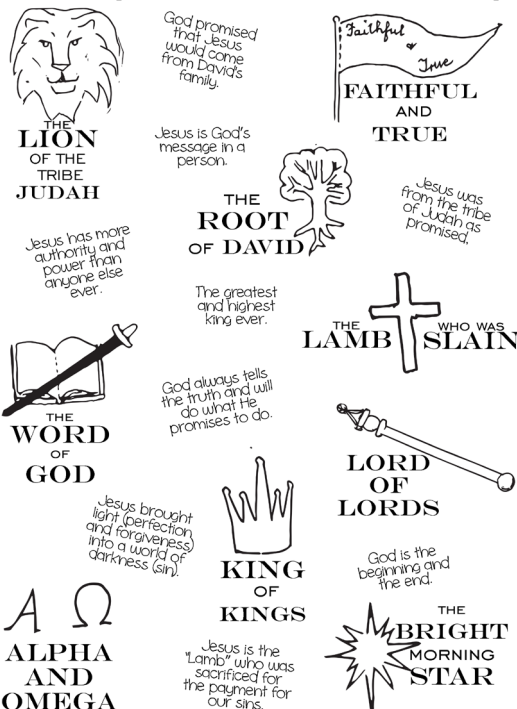 God promised
that Jesus
would come
from David's
family.
Faithful
&
True
FAITHFUL
AND
TRUE
THE
LION
OF THE
TRIBE
JUDAH
Jesus is God's
message in a
person.
THE
ROOT
OF DAVID
Jesus was
from the tribe
of Judah as
promised.
Jesus has more
authority and
power than
anyone else
ever.
The greatest
and highest
king ever.
THE
LAMB
WHO WAS
SLAIN
THE
WORD
OF
GOD
God always tells
the truth and will
do what He
promises to do.
LORD
OF
LORDS
Jesus brought
light (perfection
and forgiveness)
into a world of
darkness (sin).
KING
OF
KINGS
God is the
beginning and
the end.
Α Ω
ALPHA
AND
OMEGA
Jesus is the
"Lamb" who was
sacrificed for
the payment for
our sins.
THE
BRIGHT
MORNING
STAR